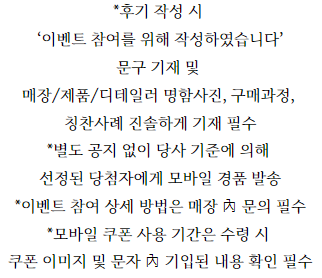 *후기 작성 시
‘이벤트 참여를 위해 작성하였습니다’
문구 기재 및
매장/제품/디테일러 명함사진, 구매과정,
칭찬사례 진솔하게 기재 필수
*별도 공지 없이 당사 기준에 의해
선정된 당첨자에게 모바일 경품 발송
*이벤트 참여 상세 방법은 매장 內 문의 필수
*모바일 쿠폰 사용 기간은 수령 시
쿠폰 이미지 및 문자 內 기입된 내용 확인 필수